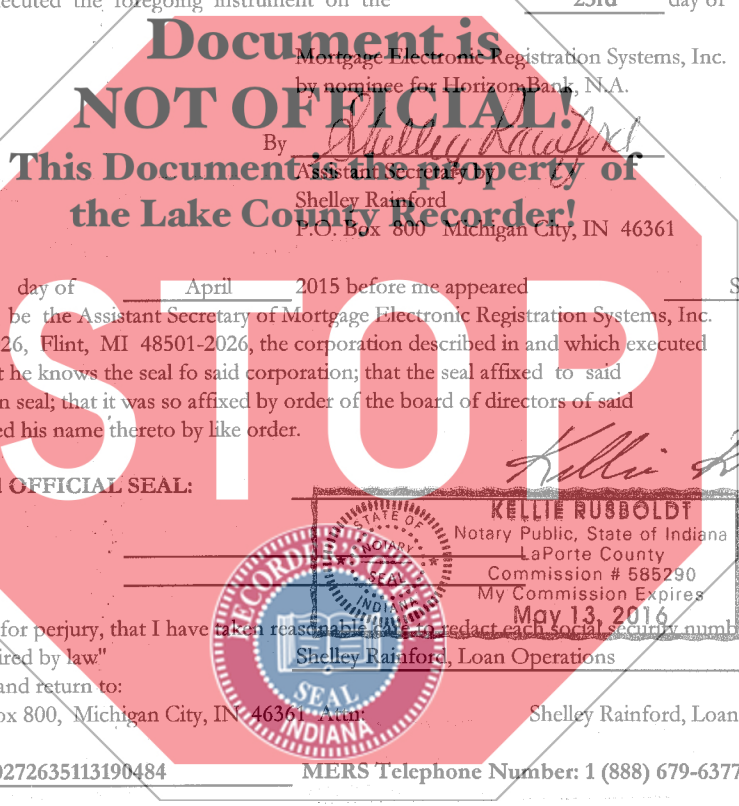 ecuted the foregoing instrument on the 23rd day of
Document is
Mortgage Electronic Registration Systems, Inc.
by nominee for HorizomBank, N.A.
NOT OFFICIAL!
By Shelley Rainford
This Document is the property of
Assistant Secretary by
Shelley Rainford
the Lake County Recorder!
P.O. Box 800 Michigan City, IN 46361
STOP
day of April 2015 before me appeared S
be the Assistant Secretary of Mortgage Electronic Registration Systems, Inc.
26, Flint, MI 48501-2026, the corporation described in and which executed
t he knows the seal fo said corporation; that the seal affixed to said
n seal; that it was so affixed by order of the board of directors of said
ed his name thereto by like order.
Kellie R
OFFICIAL SEAL:
STATE OF
NOTARY
SEAL
INDIANA
KELLIE RUSBOLDT
Notary Public, State of Indiana
LaPorte County
Commission # 585290
My Commission Expires
May 13, 2016
RECORDER'S
SEAL
INDIANA
for perjury, that I have taken reasonable care to redact each social security numb
ired by law"
Shelley Rainford, Loan Operations
and return to:
ox 800, Michigan City, IN 46361 Attn: Shelley Rainford, Loan
0272635113190484 MERS Telephone Number: 1 (888) 679-6377